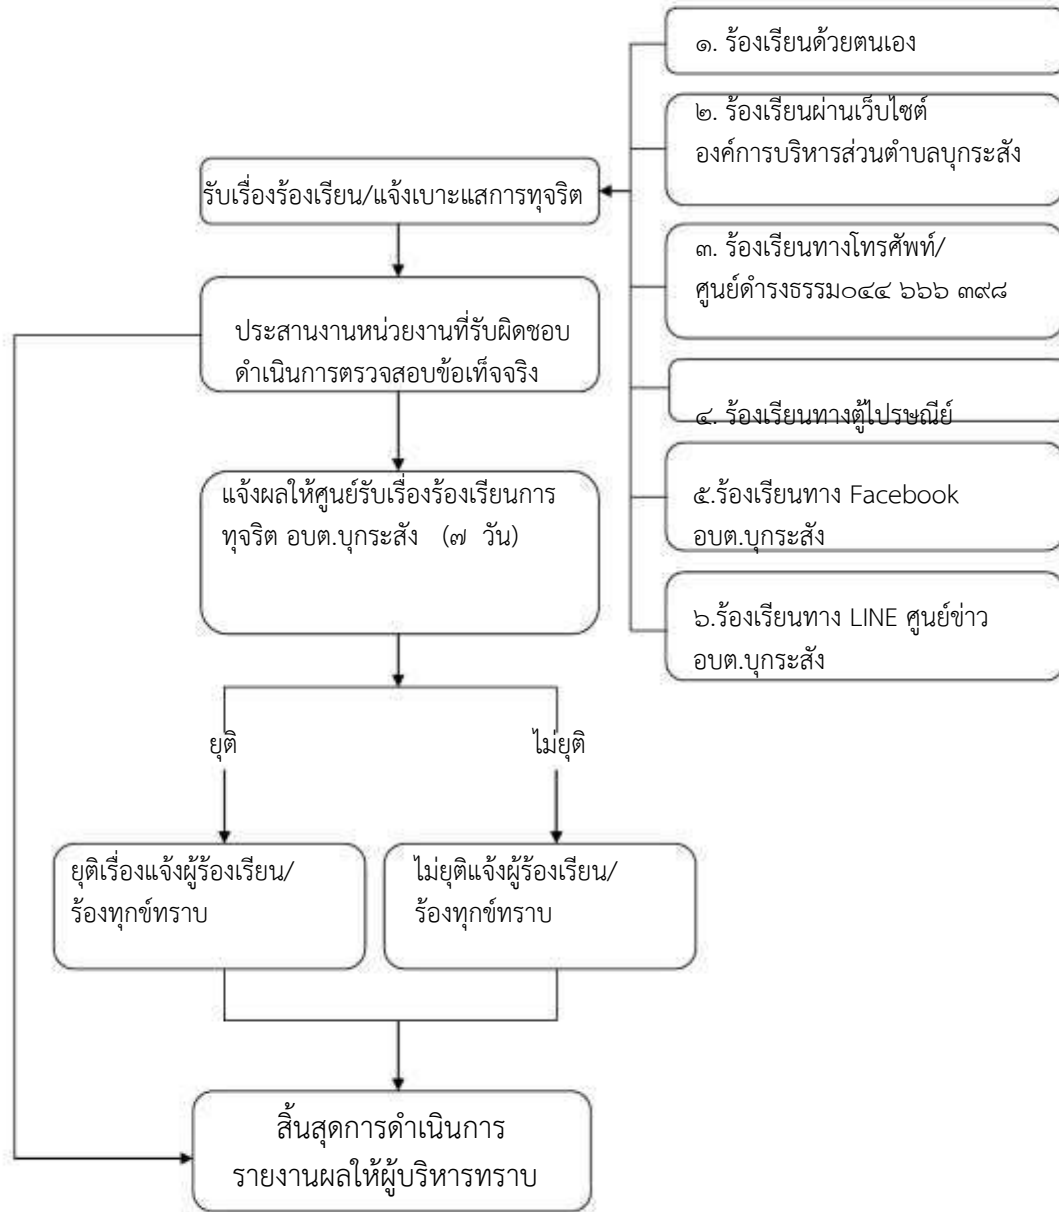 ๑. ร้องเรียนด้วยตนเอง
๒. ร้องเรียนผ่านเว็บไซต์
องค์การบริหารส่วนตำบลบุกระสัง
รับเรื่องร้องเรียน/แจ้งเบาะแสการทุจริต
๓. ร้องเรียนทางโทรศัพท์/
ศูนย์ดำรงธรรม๐๔๔ ๖๖๖ ๓๙๘
ประสานงานหน่วยงานที่รับผิดชอบ
ดำเนินการตรวจสอบข้อเท็จจริง
๔. ร้องเรียนทางตู้ไปรษณีย์
แจ้งผลให้ศูนย์รับเรื่องร้องเรียนการ
ทุจริต อบต.บุกระสัง (๗ วัน)
๕.ร้องเรียนทาง Facebook
อบต.บุกระสัง
๖.ร้องเรียนทาง LINE ศูนย์ข่าว
อบต.บุกระสัง
ยุติ
ไม่ยุติ
ยุติเรื่องแจ้งผู้ร้องเรียน/
ร้องทุกข์ทราบ
ไม่ยุติแจ้งผู้ร้องเรียน/
ร้องทุกข์ทราบ
สิ้นสุดการดำเนินการ
รายงานผลให้ผู้บริหารทราบ